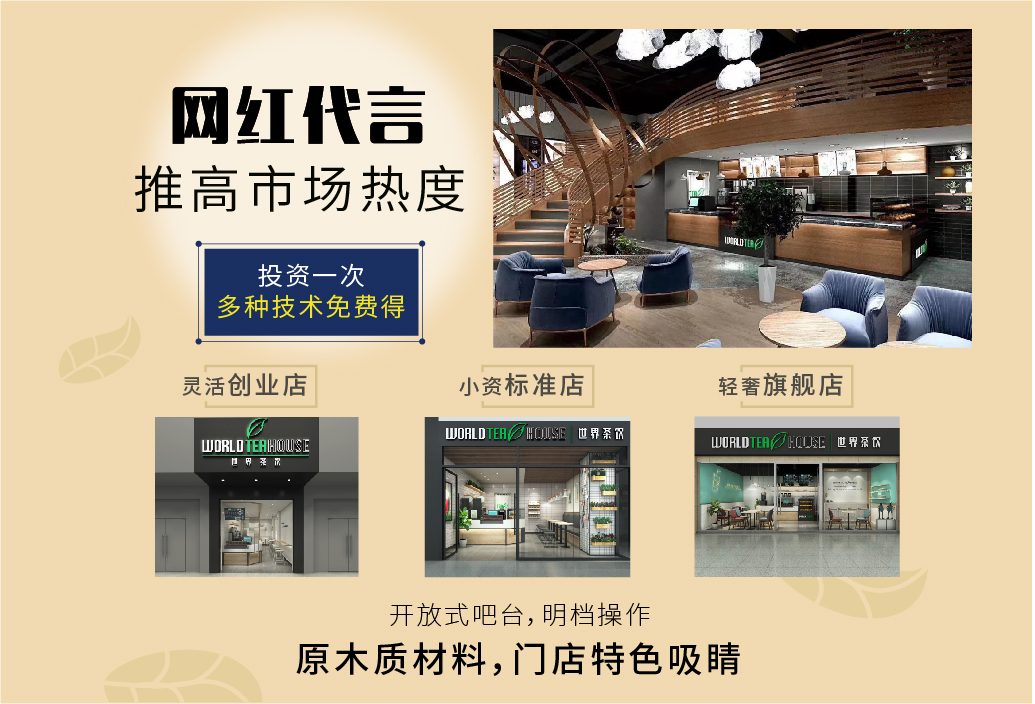 网红代言
推高市场热度
投资一次
多种技术免费得
WORLD TEA
灵活创业店
小资标准店
轻奢旗舰店
WORLD TEA HOUSE
世界茶饮
WORLD TEA HOUSE 世界茶饮
WORLD TEA HOUSE 世界茶饮
开放式吧台，明档操作
原木质材料，门店特色吸睛